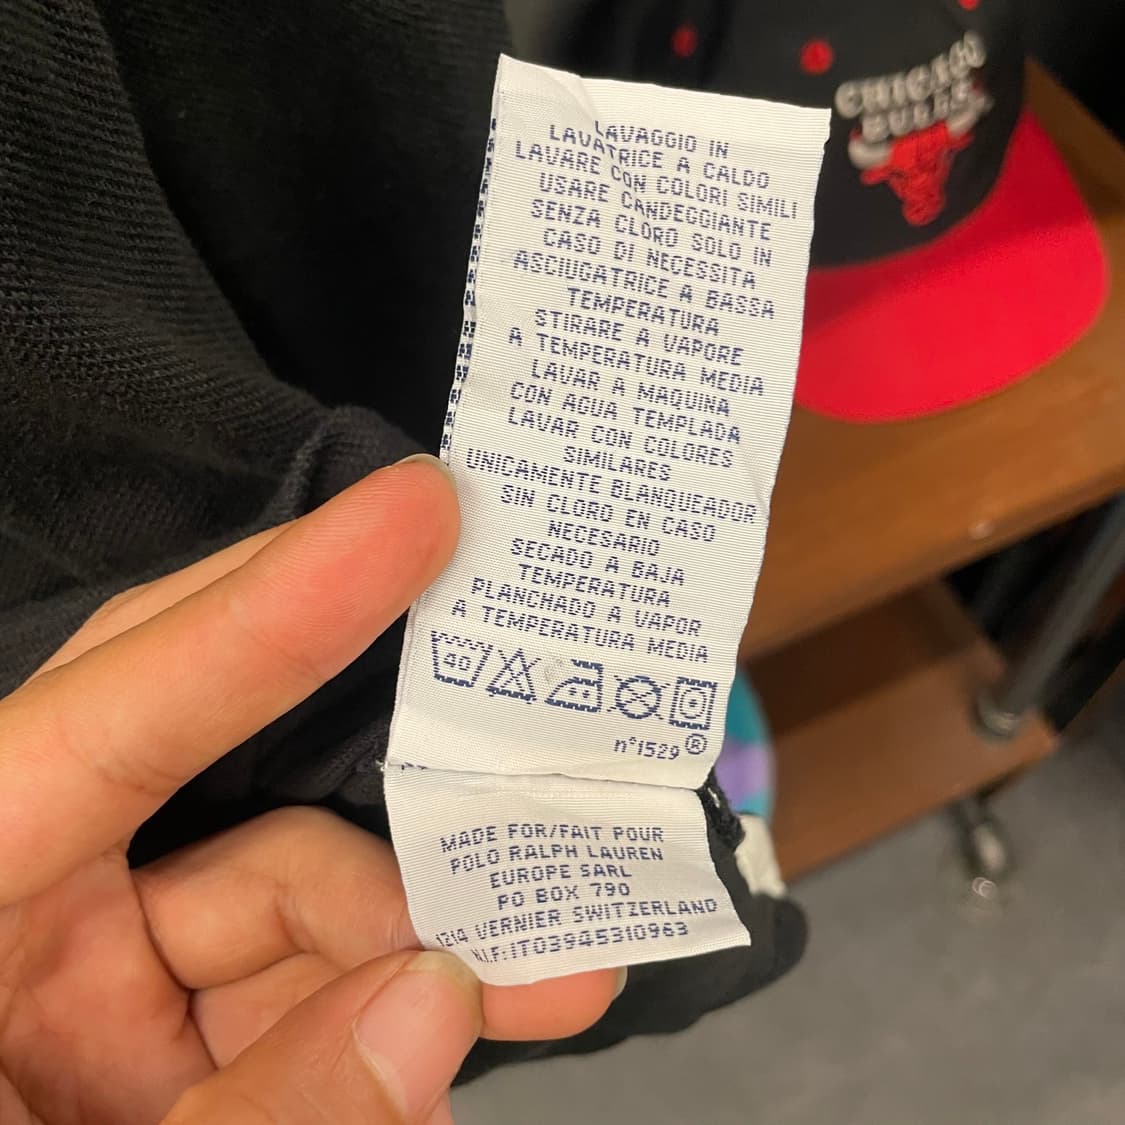 LAVAGGIO IN
LAVATRICE A CALDO
LAVARE CON COLORI SIMILI
USARE CANDEGGIANTE
SENZA CLORO SOLO IN
CASO DI NECESSITA
ASCIUGATRICE A BASSA
TEMPERATURA
STIRARE A VAPORE
A TEMPERATURA MEDIA
LAVAR A MAQUINA
CON AGUA TEMPLADA
LAVAR CON COLORES
SIMILARES
UNICAMENTE BLANQUEADOR
SIN CLORO EN CASO
NECESARIO
SECADO A BAJA
TEMPERATURA
PLANCHADO A VAPOR
A TEMPERATURA MEDIA
40
n°1529®
MADE FOR/FAIT POUR
POLO RALPH LAUREN
EUROPE SARL
PO BOX 790
1214 VERNIER SWITZERLAND
N.I.F:IT03945310963
CHICAGO
BULLS